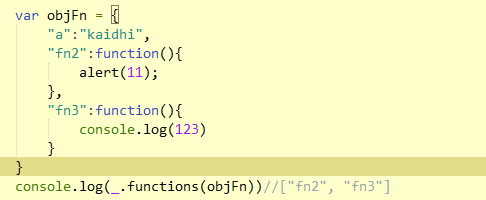 var objFn = {
    "a":"kaidhi",
    "fn2":function(){
        alert(11);
    },
    "fn3":function(){
        console.log(123)
    }
}
console.log(_.functions(objFn))//["fn2", "fn3"]